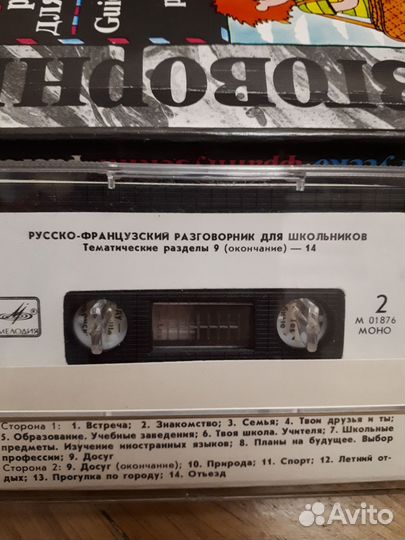 ДЛЯ
Gui
ЗГОВОРНИ
РУССКО-ФРАНЦУЗСКИЙ РАЗГОВОРНИК ДЛЯ ШКОЛЬНИКОВ
Тематические разделы 9 (окончание) — 14
МЕЛОДИЯ
2
М 01876
МОНО
Сторона 1: 1. Встреча; 2. Знакомство; 3. Семья; 4. Твои друзья и ты;
5. Образование. Учебные заведения; 6. Твоя школа. Учителя; 7. Школьные
предметы. Изучение иностранных языков; 8. Планы на будущее. Выбор
профессии; 9. Досуг
Сторона 2: 9. Досуг (окончание); 10. Природа; 11. Спорт; 12. Летний от-
дых; 13. Прогулка по городу; 14. Отъезд
Avito